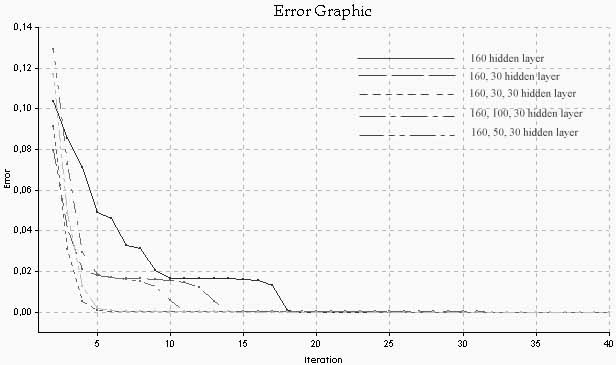 Error Graphic
0,14
0,12
0,10
0,08
0,06
0,04
0,02
0,00
Error
160 hidden layer
160, 30 hidden layer
160, 30, 30 hidden layer
160, 100, 30 hidden layer
160, 50, 30 hidden layer
5 10 15 20 25 30 35 40
Iteration